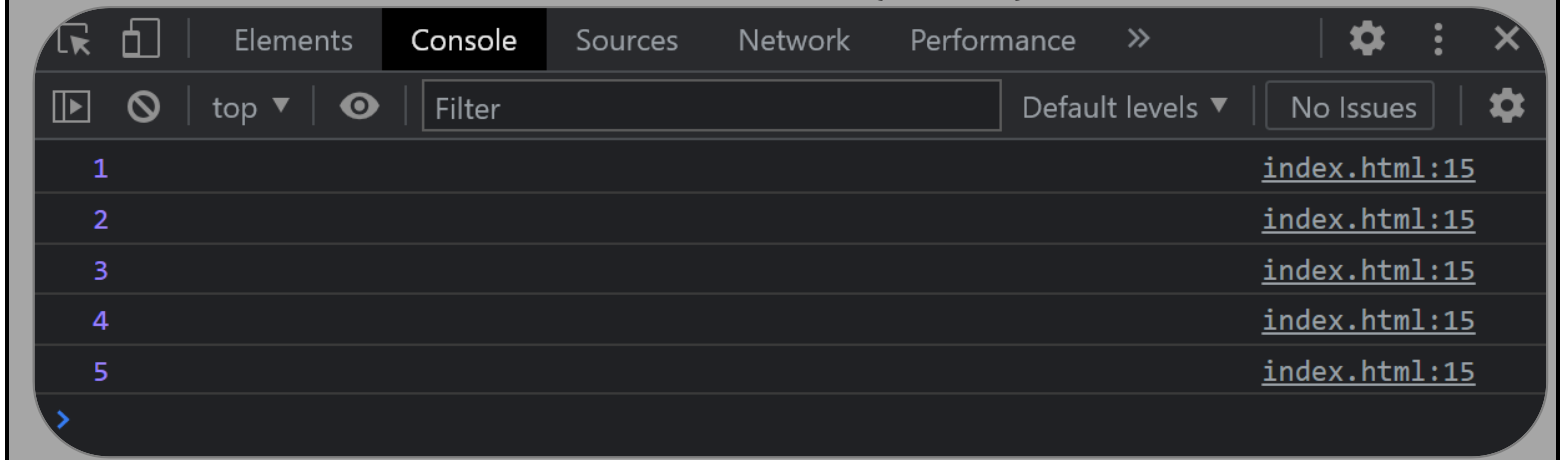 Elements Console Sources Network Performance
top Filter Default levels No Issues
1 index.html:15
2 index.html:15
3 index.html:15
4 index.html:15
5 index.html:15